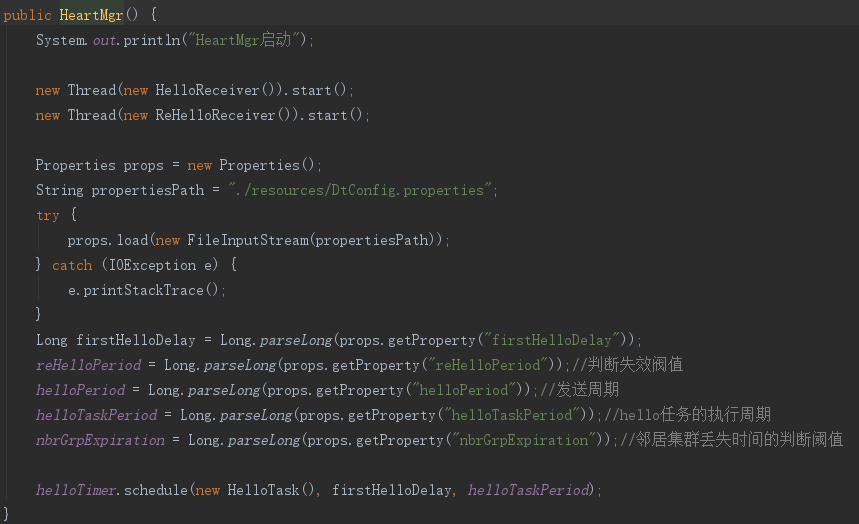 public HeartMgr() {
System.out.println("HeartMgr启动");
new Thread(new HelloReceiver()).start();
new Thread(new ReHelloReceiver()).start();
Properties props = new Properties();
String propertiesPath = "./resources/DtConfig.properties";
try {
props.load(new FileInputStream(propertiesPath));
} catch (IOException e) {
e.printStackTrace();
}
Long firstHelloDelay = Long.parseLong(props.getProperty("firstHelloDelay"));
reHelloPeriod = Long.parseLong(props.getProperty("reHelloPeriod"));//判断失效阀值
helloPeriod = Long.parseLong(props.getProperty("helloPeriod"));//发送周期
helloTaskPeriod = Long.parseLong(props.getProperty("helloTaskPeriod"));//hello任务的执行周期
nbrGrpExpiration = Long.parseLong(props.getProperty("nbrGrpExpiration"));//邻居集群丢失时间的判断阈值
helloTimer.schedule(new HelloTask(), firstHelloDelay, helloTaskPeriod);
}